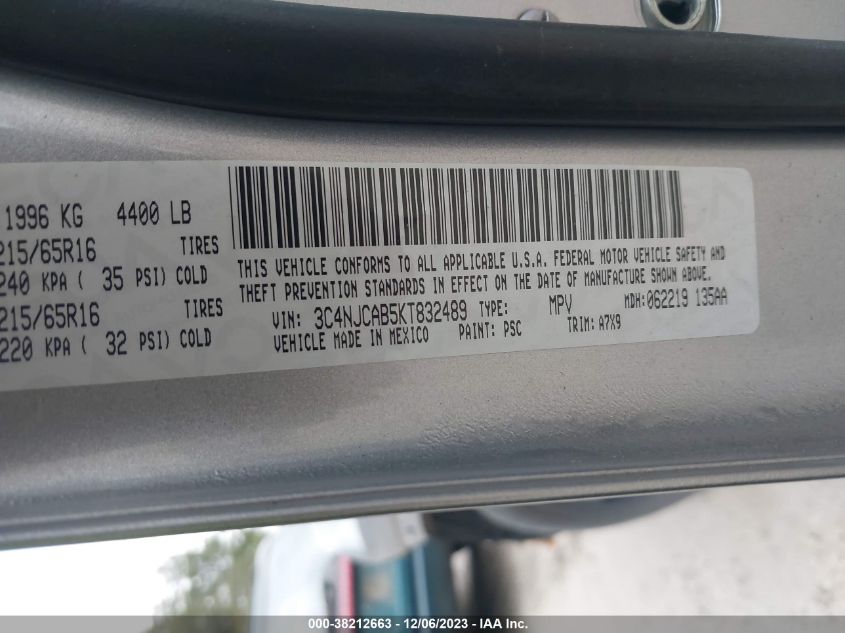 1996 KG 4400 LB
215/65R16 TIRES
240 KPA ( 35 PSI) COLD
215/65R16 TIRES
220 KPA ( 32 PSI) COLD
THIS VEHICLE CONFORMS TO ALL APPLICABLE U.S.A. FEDERAL MOTOR VEHICLE SAFETY AND
THEFT PREVENTION STANDARDS IN EFFECT ON THE DATE OF MANUFACTURE SHOWN ABOVE.
VIN: 3C4NJCAB5KT832489 TYPE: MPV MDH: 062219 135AA
VEHICLE MADE IN MEXICO PAINT: PSC TRIM: A7X9
000-38212663 - 12/06/2023 - IAA Inc.